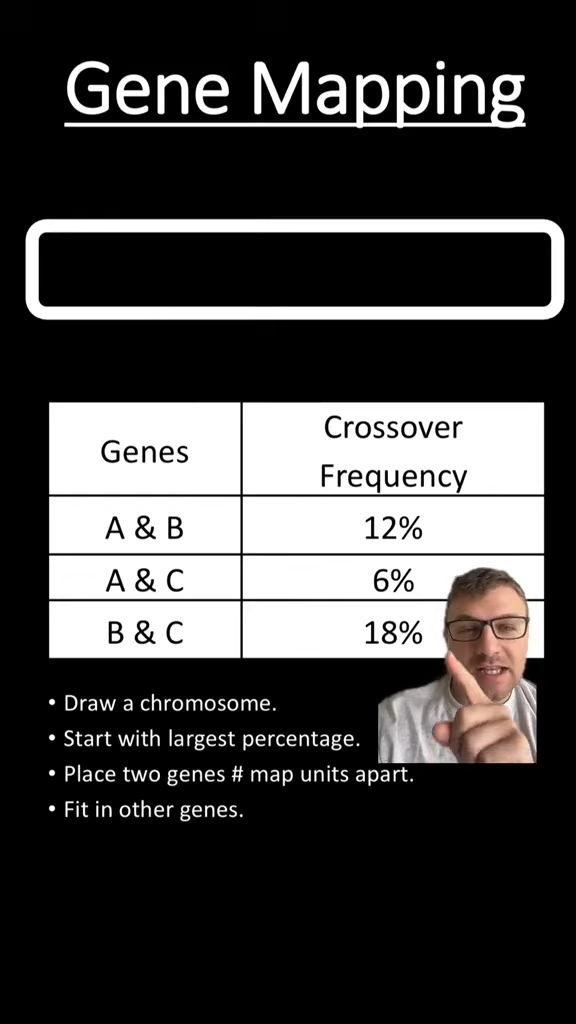 Gene Mapping
Genes
Crossover
Frequency
A & B
12%
A & C
6%
B & C
18%
• Draw a chromosome.
• Start with largest percentage.
• Place two genes # map units apart.
• Fit in other genes.